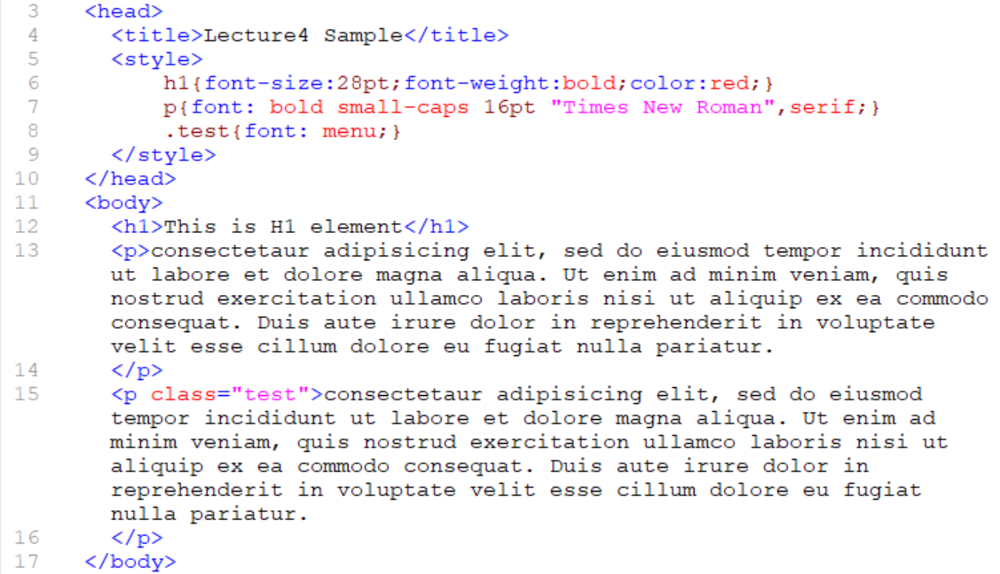 3 <head>
4 <title>Lecture4 Sample</title>
5 <style>
6 h1{font-size:28pt;font-weight:bold;color:red;}
7 p{font: bold small-caps 16pt "Times New Roman",serif;}
8 .test{font: menu;}
9 </style>
10 </head>
11 <body>
12 <h1>This is H1 element</h1>
13 <p>consectetaur adipisicing elit, sed do eiusmod tempor incididunt
ut labore et dolore magna aliqua. Ut enim ad minim veniam, quis
nostrud exercitation ullamco laboris nisi ut aliquip ex ea commodo
consequat. Duis aute irure dolor in reprehenderit in voluptate
velit esse cillum dolore eu fugiat nulla pariatur.
14 </p>
15 <p class="test">consectetaur adipisicing elit, sed do eiusmod
tempor incididunt ut labore et dolore magna aliqua. Ut enim ad
minim veniam, quis nostrud exercitation ullamco laboris nisi ut
aliquip ex ea commodo consequat. Duis aute irure dolor in
reprehenderit in voluptate velit esse cillum dolore eu fugiat
nulla pariatur.
16 </p>
17 </body>